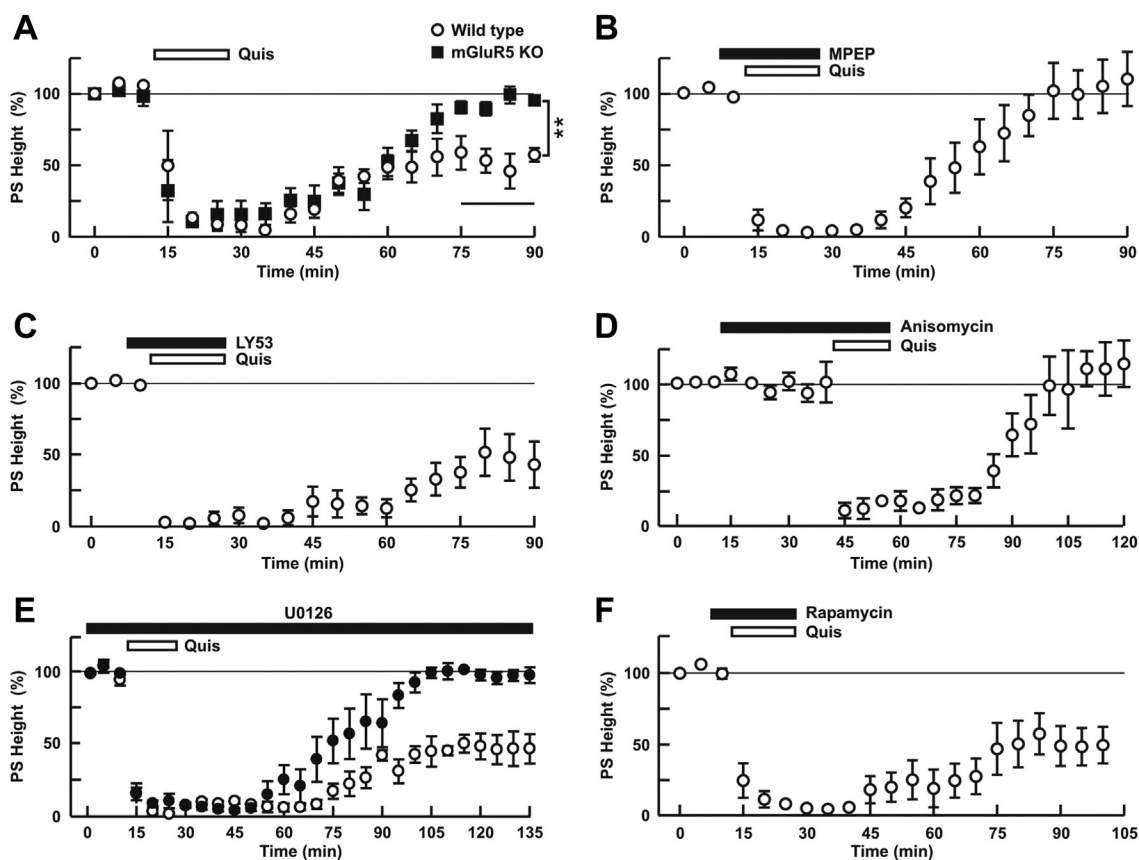 A
Quis
Wild type
mGluR5 KO
PS Height (%)
100
50
0
**
0 15 30 45 60 75 90
Time (min)
B
MPEP
Quis
PS Height (%)
100
50
0
0 15 30 45 60 75 90
Time (min)
C
LY53
Quis
PS Height (%)
100
50
0
0 15 30 45 60 75 90
Time (min)
D
Anisomycin
Quis
PS Height (%)
100
50
0
0 15 30 45 60 75 90 105 120
Time (min)
E
U0126
Quis
PS Height (%)
100
50
0
0 15 30 45 60 75 90 105 120 135
Time (min)
F
Rapamycin
Quis
PS Height (%)
100
50
0
0 15 30 45 60 75 90 105
Time (min)